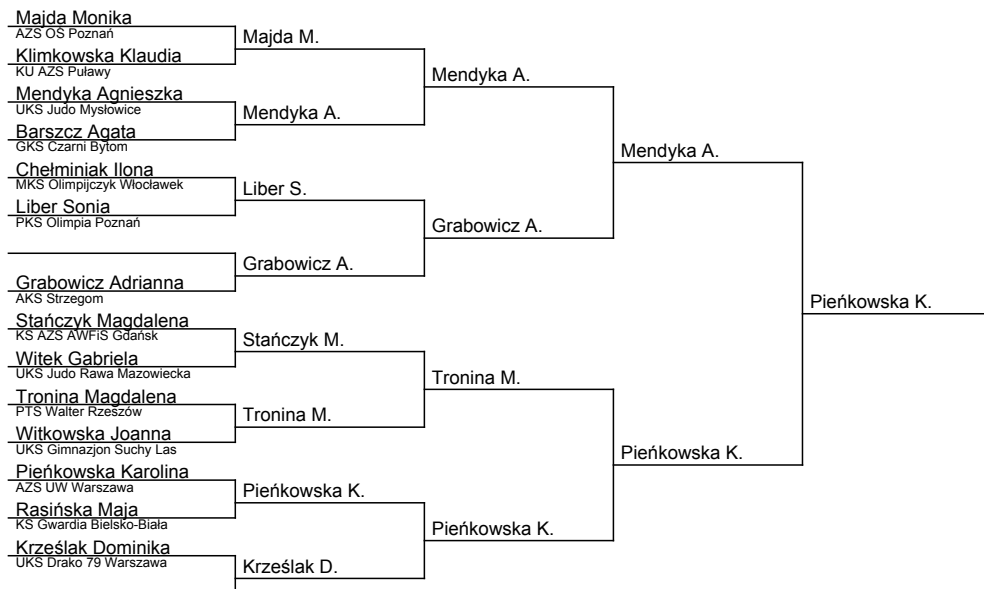 Majda Monika
AZS OŚ Poznań
Majda M.
Klimkowska Klaudia
KU AZS Puławy
Mendyka A.
Mendyka Agnieszka
UKS Judo Mysłowice
Mendyka A.
Barszcz Agata
GKS Czarni Bytom
Mendyka A.
Chełminiak Ilona
MKS Olimpijczyk Włocławek
Liber S.
Liber Sonia
PKS Olimpia Poznań
Grabowicz A.
Grabowicz A.
Grabowicz Adrianna
AKS Strzegom
Pieńkowska K.
Stańczyk Magdalena
KS AZS AWFiS Gdańsk
Stańczyk M.
Witek Gabriela
UKS Judo Rawa Mazowiecka
Tronina M.
Tronina Magdalena
PTS Walter Rzeszów
Tronina M.
Witkowska Joanna
UKS Gimnazjon Suchy Las
Pieńkowska K.
Pieńkowska Karolina
AZS UW Warszawa
Pieńkowska K.
Rasińska Maja
KS Gwardia Bielsko-Biała
Pieńkowska K.
Krześlak Dominika
UKS Drako 79 Warszawa
Krześlak D.